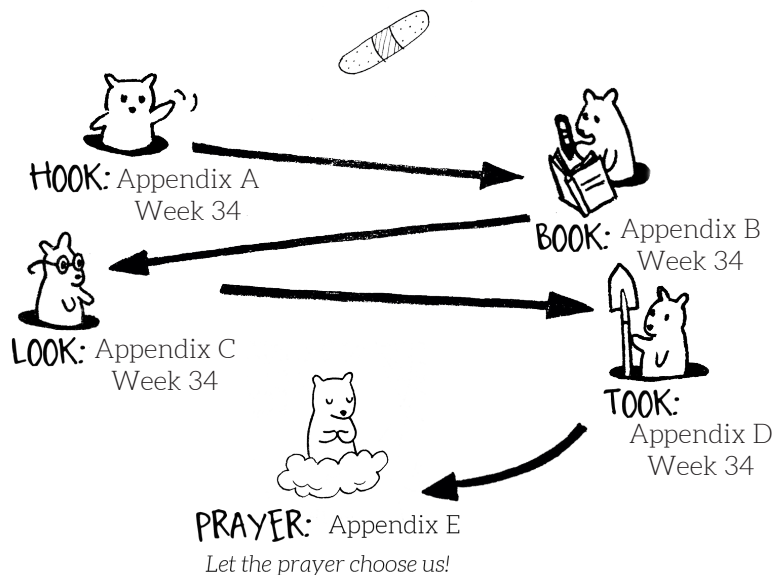 HOOK: Appendix A
Week 34
BOOK: Appendix B
Week 34
LOOK: Appendix C
Week 34
TOOK:
Appendix D
Week 34
PRAYER: Appendix E
Let the prayer choose us!